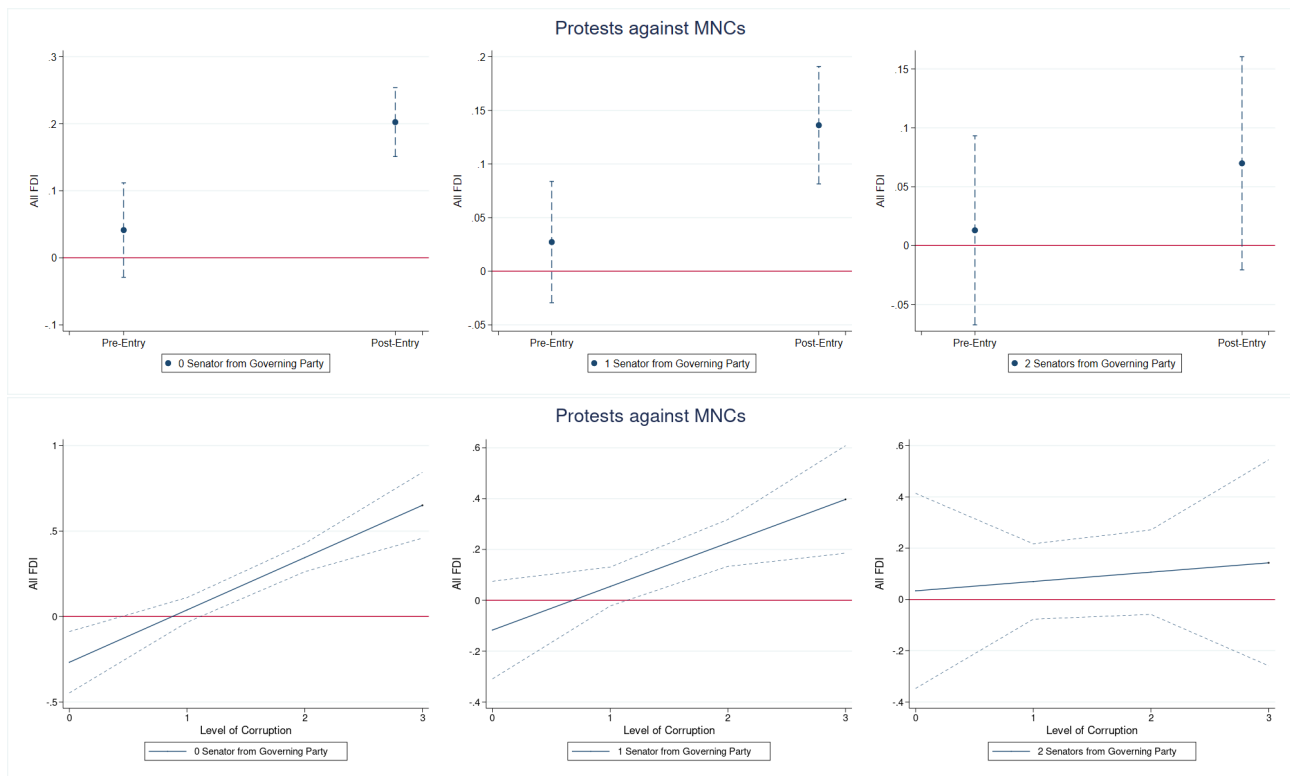 Protests against MNCs
All FDI
.3
.2
.1
0
-.1
Pre-Entry
Post-Entry
0 Senator from Governing Party
All FDI
.2
.15
.1
.05
0
-.05
Pre-Entry
Post-Entry
1 Senator from Governing Party
All FDI
.15
.1
.05
0
-.05
Pre-Entry
Post-Entry
2 Senators from Governing Party
Protests against MNCs
All FDI
1
.5
0
-.5
0 1 2 3
Level of Corruption
0 Senator from Governing Party
All FDI
.6
.4
.2
0
-.2
-.4
0 1 2 3
Level of Corruption
1 Senator from Governing Party
All FDI
.6
.4
.2
0
-.2
-.4
0 1 2 3
Level of Corruption
2 Senators from Governing Party